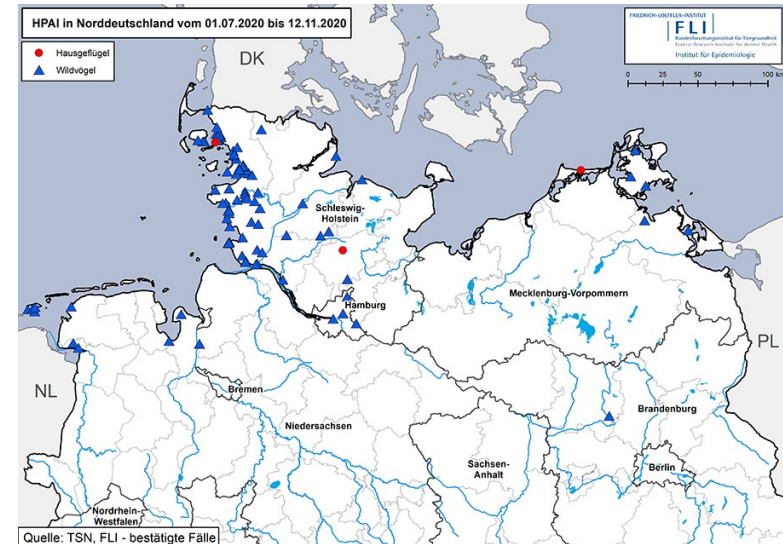 HPAI in Norddeutschland vom 01.07.2020 bis 12.11.2020
Hausgeflügel
Wildvögel
FRIEDRICH-LOEFFLER-INSTITUT
FLI
Bundesforschungsinstitut für Tiergesundheit
Federal Research Institute for Animal Health
Institut für Epidemiologie
0 25 50 100 km
DK
Schleswig-
Holstein
Mecklenburg-Vorpommern
Hamburg
PL
NL
Bremen
Brandenburg
Niedersachsen
Sachsen-
Anhalt
Berlin
Nordrhein-
Westfalen
Quelle: TSN, FLI - bestätigte Fälle